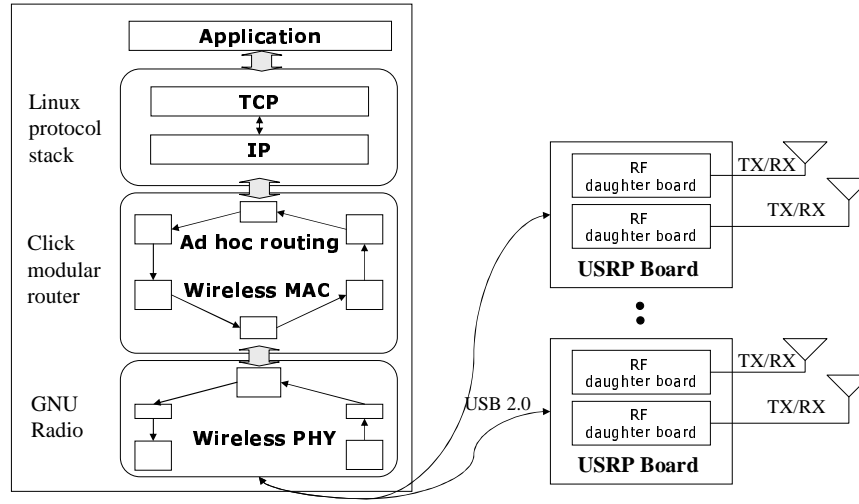 Application
Linux
protocol
stack
TCP
IP
Click
modular
router
Ad hoc routing
Wireless MAC
GNU
Radio
Wireless PHY
USB 2.0
RF
daughter board
TX/RX
RF
daughter board
TX/RX
USRP Board
RF
daughter board
TX/RX
RF
daughter board
TX/RX
USRP Board